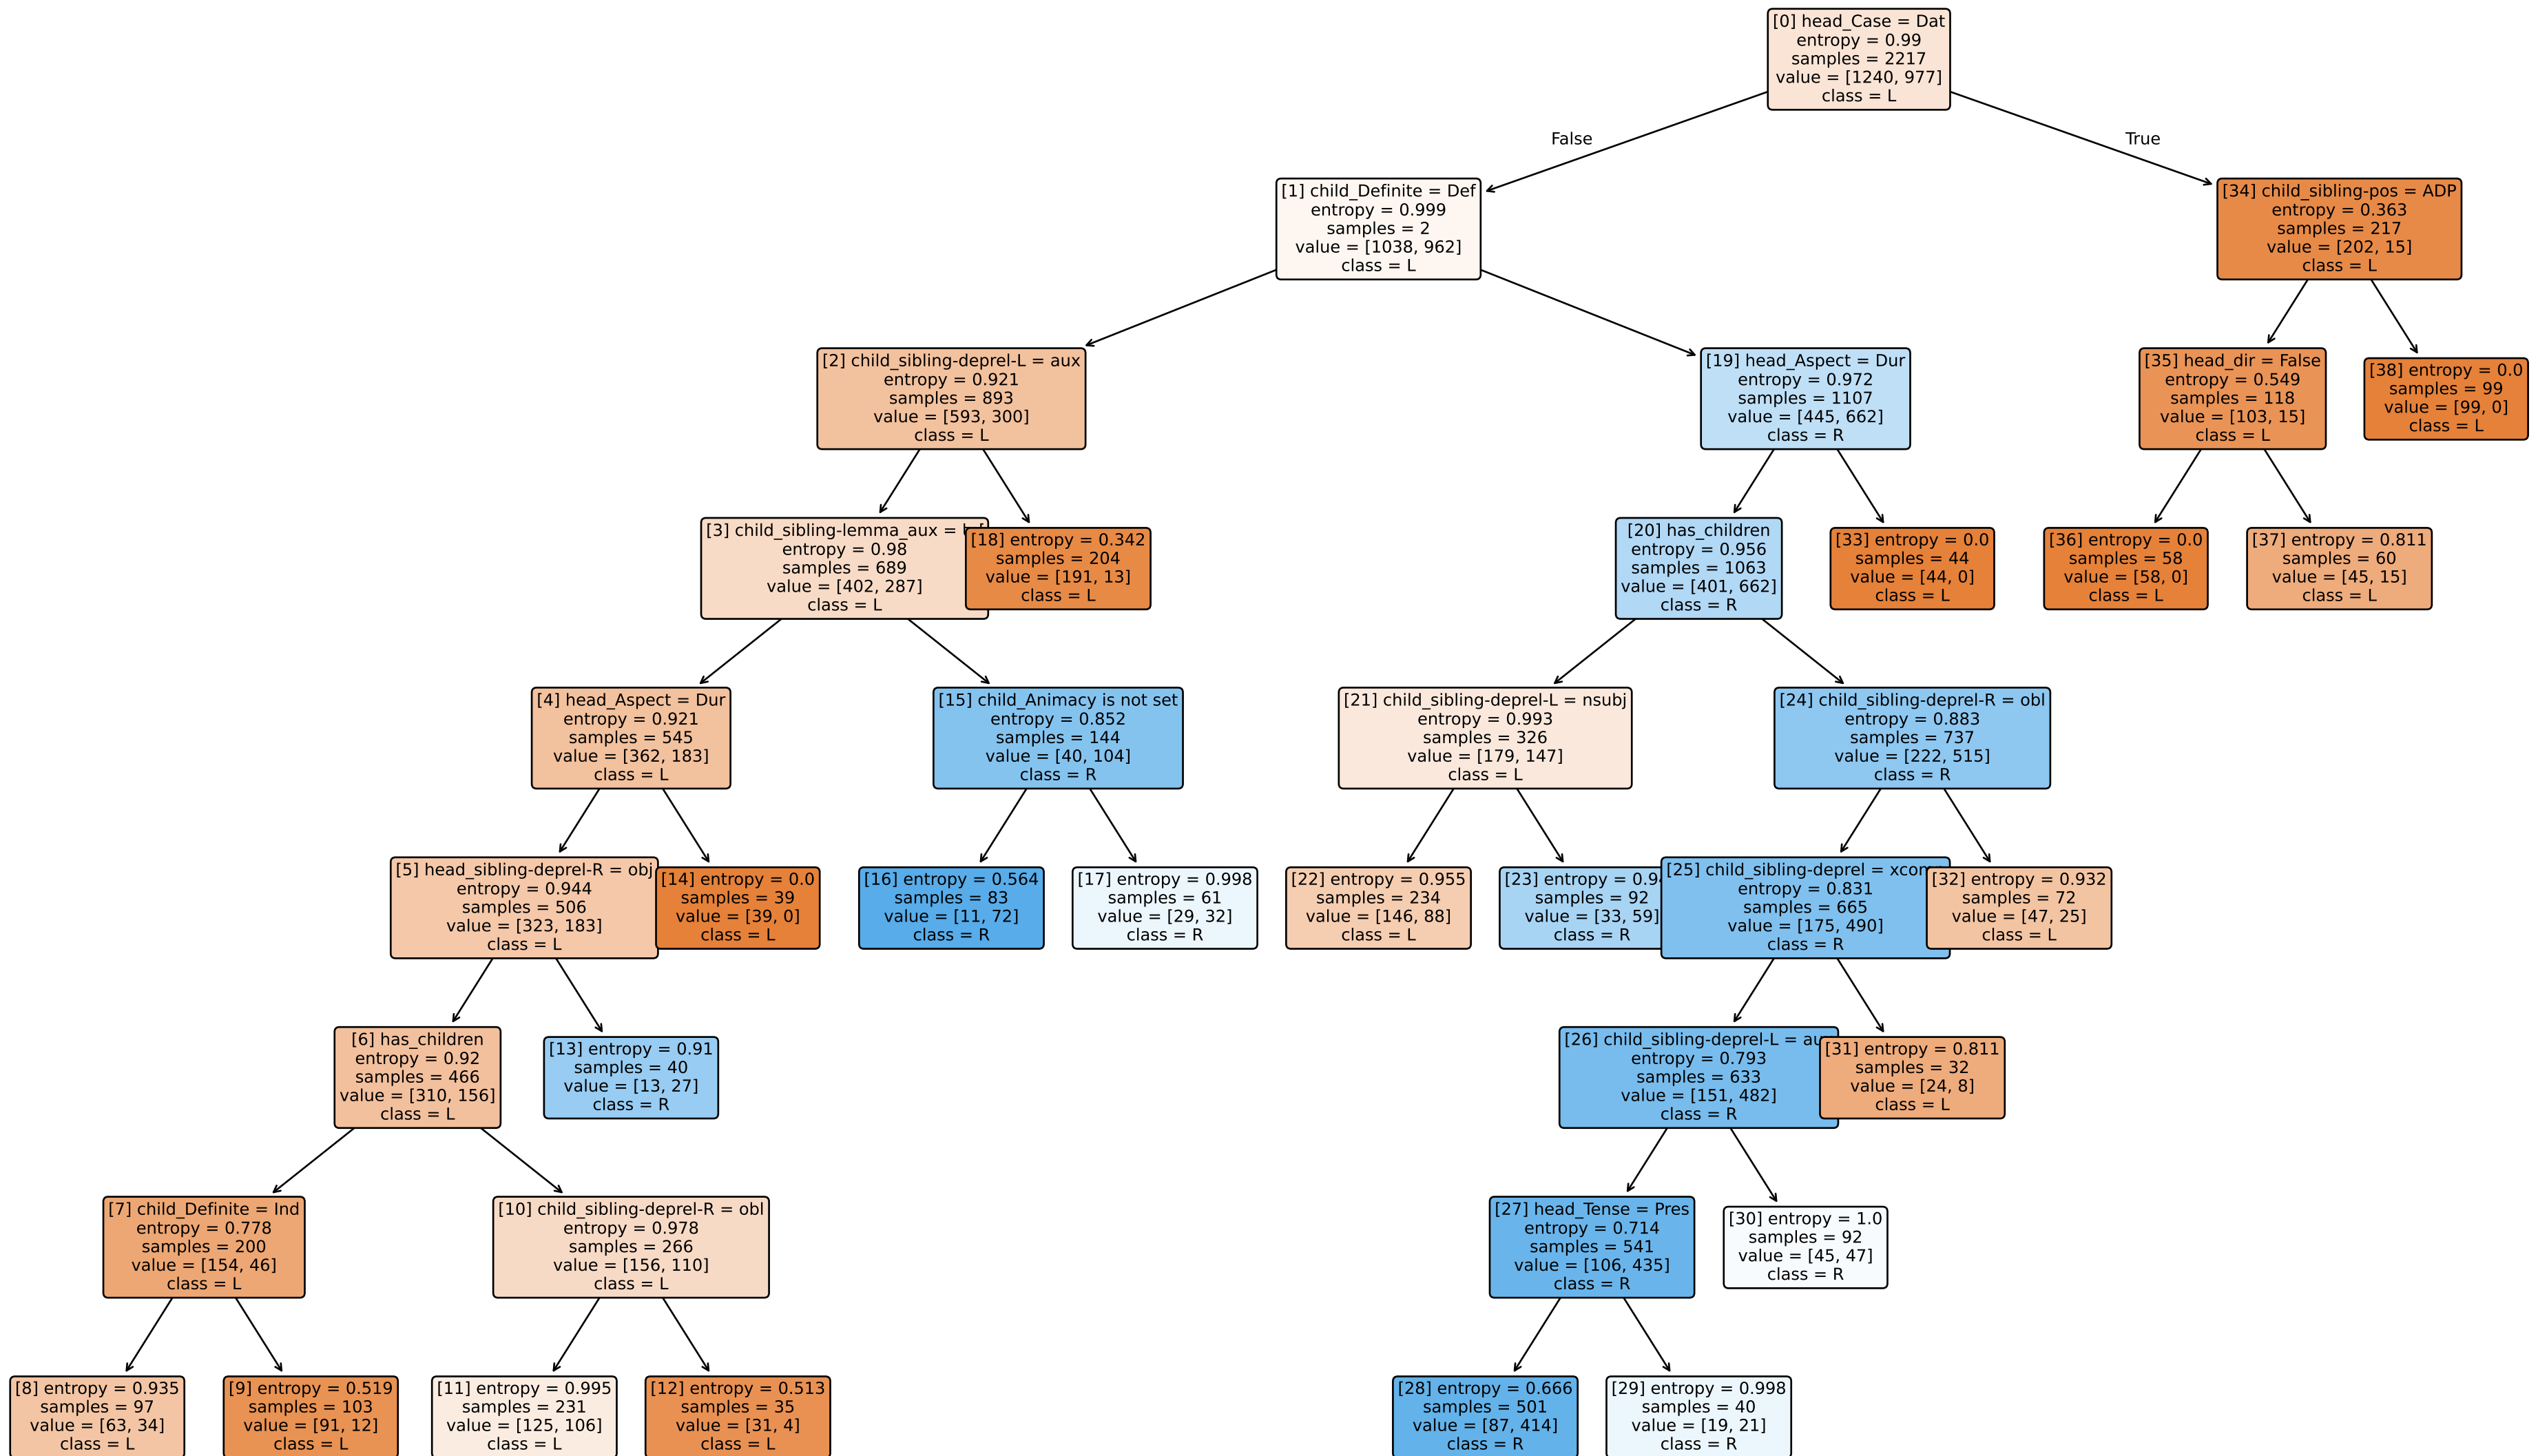 [0] head_Case = Dat
entropy = 0.99
samples = 2217
value = [1240, 977]
class = L
False
True
[1] child_Definite = Def
entropy = 0.999
samples = 2
value = [1038, 962]
class = L
[34] child_sibling-pos = ADP
entropy = 0.363
samples = 217
value = [202, 15]
class = L
[2] child_sibling-deprel-L = aux
entropy = 0.921
samples = 893
value = [593, 300]
class = L
[19] head_Aspect = Dur
entropy = 0.972
samples = 1107
value = [445, 662]
class = R
[35] head_dir = False
entropy = 0.549
samples = 118
value = [103, 15]
class = L
[38] entropy = 0.0
samples = 99
value = [99, 0]
class = L
[3] child_sibling-lemma_aux =
entropy = 0.98
samples = 689
value = [402, 287]
class = L
[18] entropy = 0.342
samples = 204
value = [191, 13]
class = L
[20] has_children
entropy = 0.956
samples = 1063
value = [401, 662]
class = R
[33] entropy = 0.0
samples = 44
value = [44, 0]
class = L
[36] entropy = 0.0
samples = 58
value = [58, 0]
class = L
[37] entropy = 0.811
samples = 60
value = [45, 15]
class = L
[4] head_Aspect = Dur
entropy = 0.921
samples = 545
value = [362, 183]
class = L
[15] child_Animacy is not set
entropy = 0.852
samples = 144
value = [40, 104]
class = R
[21] child_sibling-deprel-L = nsubj
entropy = 0.993
samples = 326
value = [179, 147]
class = L
[24] child_sibling-deprel-R = obl
entropy = 0.883
samples = 737
value = [222, 515]
class = R
[5] head_sibling-deprel-R = obj
entropy = 0.944
samples = 506
value = [323, 183]
class = L
[14] entropy = 0.0
samples = 39
value = [39, 0]
class = L
[16] entropy = 0.564
samples = 83
value = [11, 72]
class = R
[17] entropy = 0.998
samples = 61
value = [29, 32]
class = R
[22] entropy = 0.955
samples = 234
value = [146, 88]
class = L
[23] entropy =
samples = 92
value = [33, 59]
class = R
[25] child_sibling-deprel =
entropy = 0.831
samples = 665
value = [175, 490]
class = R
[32] entropy = 0.932
samples = 72
value = [47, 25]
class = L
[6] has_children
entropy = 0.92
samples = 466
value = [310, 156]
class = L
[13] entropy = 0.91
samples = 40
value = [13, 27]
class = R
[26] child_sibling-deprel-L =
entropy = 0.793
samples = 633
value = [151, 482]
class = R
[31] entropy = 0.811
samples = 32
value = [24, 8]
class = L
[7] child_Definite = Ind
entropy = 0.778
samples = 200
value = [154, 46]
class = L
[10] child_sibling-deprel-R = obl
entropy = 0.978
samples = 266
value = [156, 110]
class = L
[27] head_Tense = Pres
entropy = 0.714
samples = 541
value = [106, 435]
class = R
[30] entropy = 1.0
samples = 92
value = [45, 47]
class = R
[8] entropy = 0.935
samples = 97
value = [63, 34]
class = L
[9] entropy = 0.519
samples = 103
value = [91, 12]
class = L
[11] entropy = 0.995
samples = 231
value = [125, 106]
class = L
[12] entropy = 0.513
samples = 35
value = [31, 4]
class = L
[28] entropy = 0.666
samples = 501
value = [87, 414]
class = R
[29] entropy = 0.998
samples = 40
value = [19, 21]
class = R